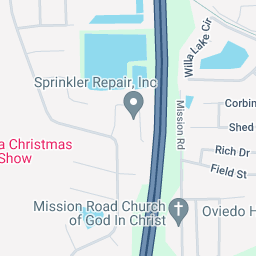 Willa Lake Cir
Sprinkler Repair, Inc
Corbin
Mission Rd
Shed
a Christmas
Show
Rich Dr
Field St
Mission Road Church
of God In Christ
Oviedo H